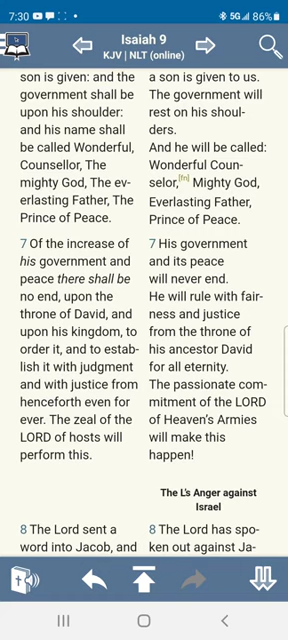 7:30
5G 86%
Isaiah 9
KJV | NLT (online)
son is given: and the
government shall be
upon his shoulder:
and his name shall
be called Wonderful,
Counsellor, The
mighty God, The ev-
erlasting Father, The
Prince of Peace.
7 Of the increase of
his government and
peace there shall be
no end, upon the
throne of David, and
upon his kingdom, to
order it, and to estab-
lish it with judgment
and with justice from
henceforth even for
ever. The zeal of the
LORD of hosts will
perform this.
8 The Lord sent a
word into Jacob, and
a son is given to us.
The government will
rest on his shoul-
ders.
And he will be called:
Wonderful Coun-
selor,[fn] Mighty God,
Everlasting Father,
Prince of Peace.
7 His government
and its peace
will never end.
He will rule with fair-
ness and justice
from the throne of
his ancestor David
for all eternity.
The passionate com-
mitment of the LORD
of Heaven's Armies
will make this
happen!
The L's Anger against
Israel
8 The Lord has spo-
ken out against Ja-